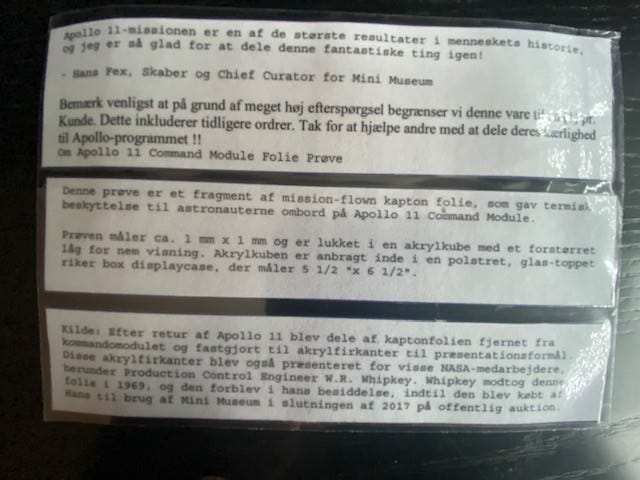 Apollo 11-missionen er en af de største resultater i menneskets historie,
og jeg er så glad for at dele denne fantastiske ting igen!
- Hans Fex, Skaber og Chief Curator for Mini Museum
Bemærk venligst at på grund af meget høj efterspørgsel begrænser vi denne vare til pr.
Kunde. Dette inkluderer tidligere ordrer. Tak for at hjælpe andre med at dele deres kærlighed
til Apollo-programmet !!
Om Apollo 11 Command Module Folie Prøve
Denne prøve er et fragment af mission-flown kapton folie, som gav termisk
beskyttelse til astronauterne ombord på Apollo 11 Command Module.
Prøven måler ca. 1 mm x 1 mm og er lukket i en akrylkube med et forstørret
låg for nem visning. Akrylkuben er anbragt inde i en polstret, glas-toppet
riker box displaycase, der måler 5 1/2 "x 6 1/2".
Kilde: Efter retur af Apollo 11 blev dele af kaptonfolien fjernet fra
kommandomodulet og fastgjort til akrylfirkanter til præsentationsformål.
Disse akrylfirkanter blev også præsenteret for visse NASA-medarbejdere,
herunder Production Control Engineer W.R. Whipkey. Whipkey modtog denne
folie i 1969, og den forblev i hans besiddelse, indtil den blev købt af
Hans til brug af Mini Museum i slutningen af 2017 på offentlig auktion.